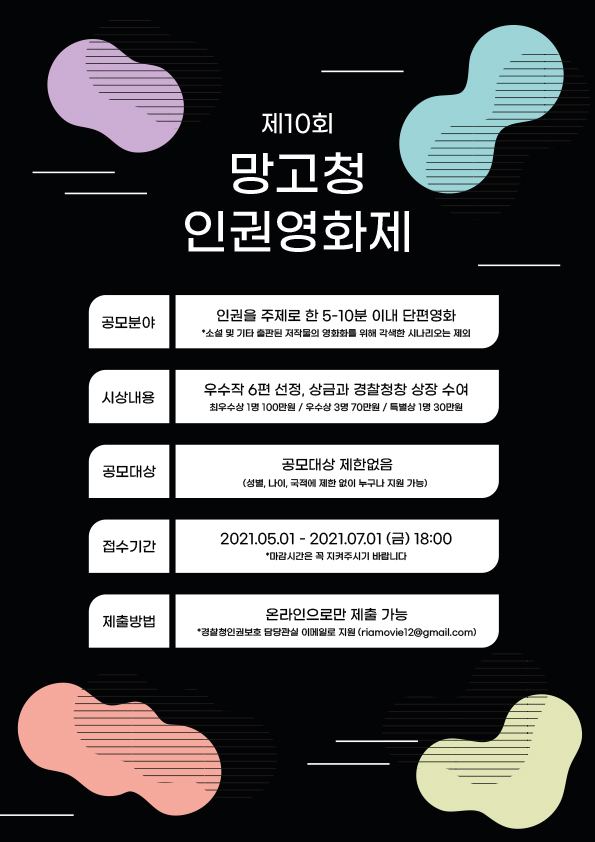 제10회
망고청
인권영화제
공모분야
인권을 주제로 한 5-10분 이내 단편영화
*소설 및 기타 출판된 저작물의 영화화를 위해 각색한 시나리오는 제외
시상내용
우수작 6편 선정, 상금과 경찰청창 상장 수여
최우수상 1명 100만원 / 우수상 3명 70만원 / 특별상 1명 30만원
공모대상
공모대상 제한없음
(성별, 나이, 국적에 제한 없이 누구나 지원 가능)
접수기간
2021.05.01 - 2021.07.01 (금) 18:00
*마감시간은 꼭 지켜주시기 바랍니다
제출방법
온라인으로만 제출 가능
*경찰청인권보호 담당관실 이메일로 지원 (riamovie12@gmail.com)